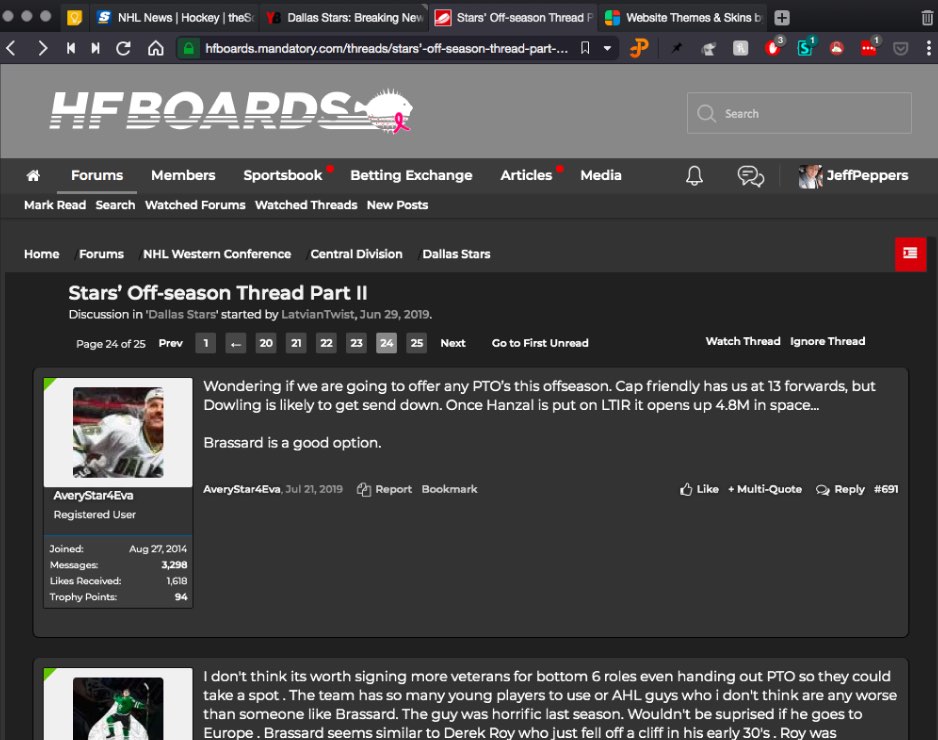 NHL News | Hockey | theSc
Dallas Stars: Breaking New
Stars' Off-season Thread P
Website Themes & Skins b
hfboards.mandatory.com/threads/stars'-off-season-thread-part-...
3 1 1
HFBOARDS
Search
Forums Members Sportsbook Betting Exchange Articles Media JeffPeppers
Mark Read Search Watched Forums Watched Threads New Posts
Home / Forums / NHL Western Conference / Central Division / Dallas Stars
Stars’ Off-season Thread Part II
Discussion in 'Dallas Stars' started by LatvianTwist, Jun 29, 2019.
Page 24 of 25 Prev 1 ← 20 21 22 23 24 25 Next Go to First Unread Watch Thread Ignore Thread
Wondering if we are going to offer any PTO’s this offseason. Cap friendly has us at 13 forwards, but
Dowling is likely to get send down. Once Hanzal is put on LTIR it opens up 4.8M in space...
Brassard is a good option.
AveryStar4Eva, Jul 21, 2019 Report Bookmark Like + Multi-Quote Reply #691
AveryStar4Eva
Registered User
Joined: Aug 27, 2014
Messages: 3,298
Likes Received: 1,618
Trophy Points: 94
I don't think its worth signing more veterans for bottom 6 roles even handing out PTO so they could
take a spot . The team has so many young players to use or AHL guys who i don't think are any worse
than someone like Brassard. The guy was horrific last season. Wouldn't be suprised if he goes to
Europe . Brassard seems similar to Derek Roy who just fell off a cliff in his early 30's . Roy was